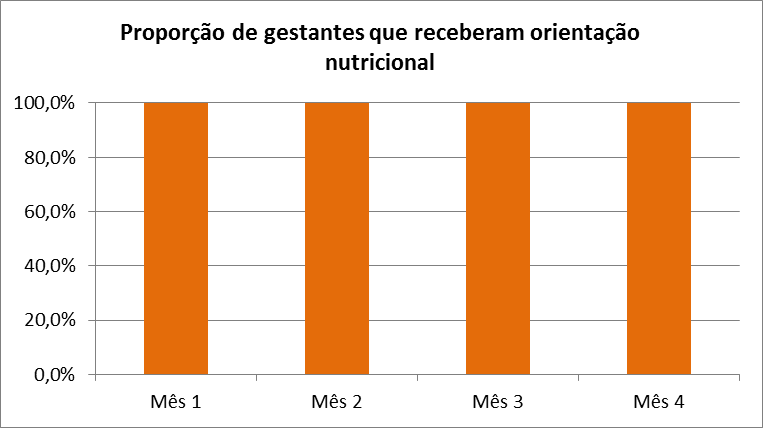 Proporção de gestantes que receberam orientação
nutricional
100,0%
80,0%
60,0%
40,0%
20,0%
0,0%
Mês 1
Mês 2
Mês 3
Mês 4